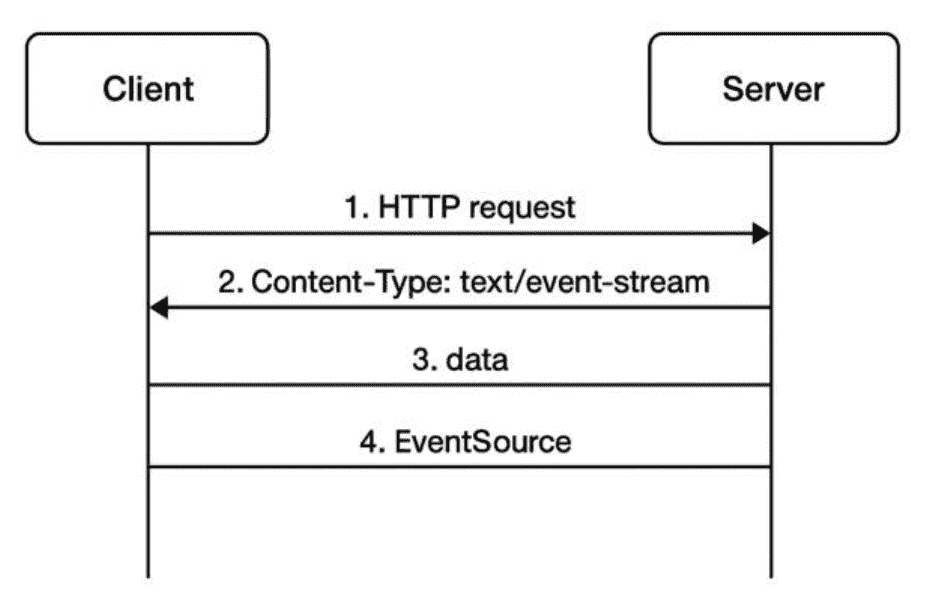 Client
Server
1. HTTP request
2. Content-Type: text/event-stream
3. data
4. EventSource